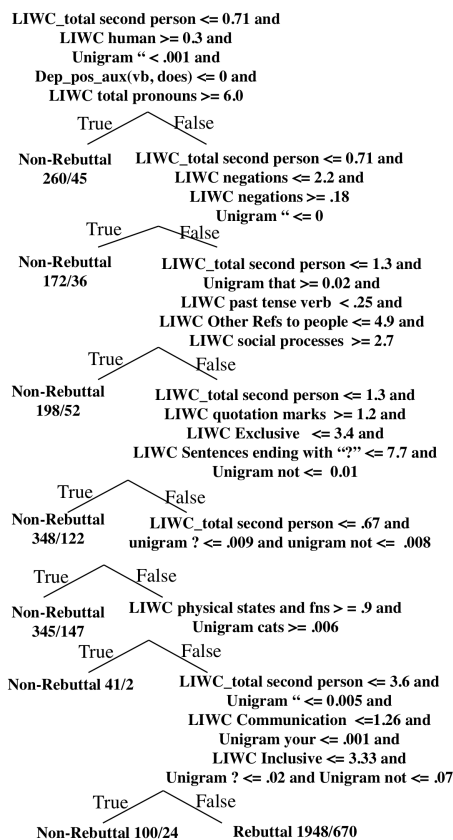 LIWC_total second person <= 0.71 and
LIWC human >= 0.3 and
Unigram “ < .001 and
Dep_pos_aux(vb, does) <= 0 and
LIWC total pronouns >= 6.0
True
False
Non-Rebuttal
260/45
LIWC_total second person <= 0.71 and
LIWC negations <= 2.2 and
LIWC negations >= .18
Unigram “ <= 0
True
False
Non-Rebuttal
172/36
LIWC_total second person <= 1.3 and
Unigram that >= 0.02 and
LIWC past tense verb < .25 and
LIWC Other Refs to people <= 4.9 and
LIWC social processes >= 2.7
True
False
Non-Rebuttal
198/52
LIWC_total second person <= 1.3 and
LIWC quotation marks >= 1.2 and
LIWC Exclusive <= 3.4 and
LIWC Sentences ending with “?” <= 7.7 and
Unigram not <= 0.01
True
False
Non-Rebuttal
348/122
LIWC_total second person <= .67 and
unigram ? <= .009 and unigram not <= .008
True
False
Non-Rebuttal
345/147
LIWC physical states and fns > = .9 and
Unigram cats >= .006
True
False
Non-Rebuttal 41/2
LIWC_total second person <= 3.6 and
Unigram “ <= 0.005 and
LIWC Communication <=1.26 and
Unigram your <= .001 and
LIWC Inclusive <= 3.33 and
Unigram ? <= .02 and Unigram not <= .07
True
False
Non-Rebuttal 100/24
Rebuttal 1948/670